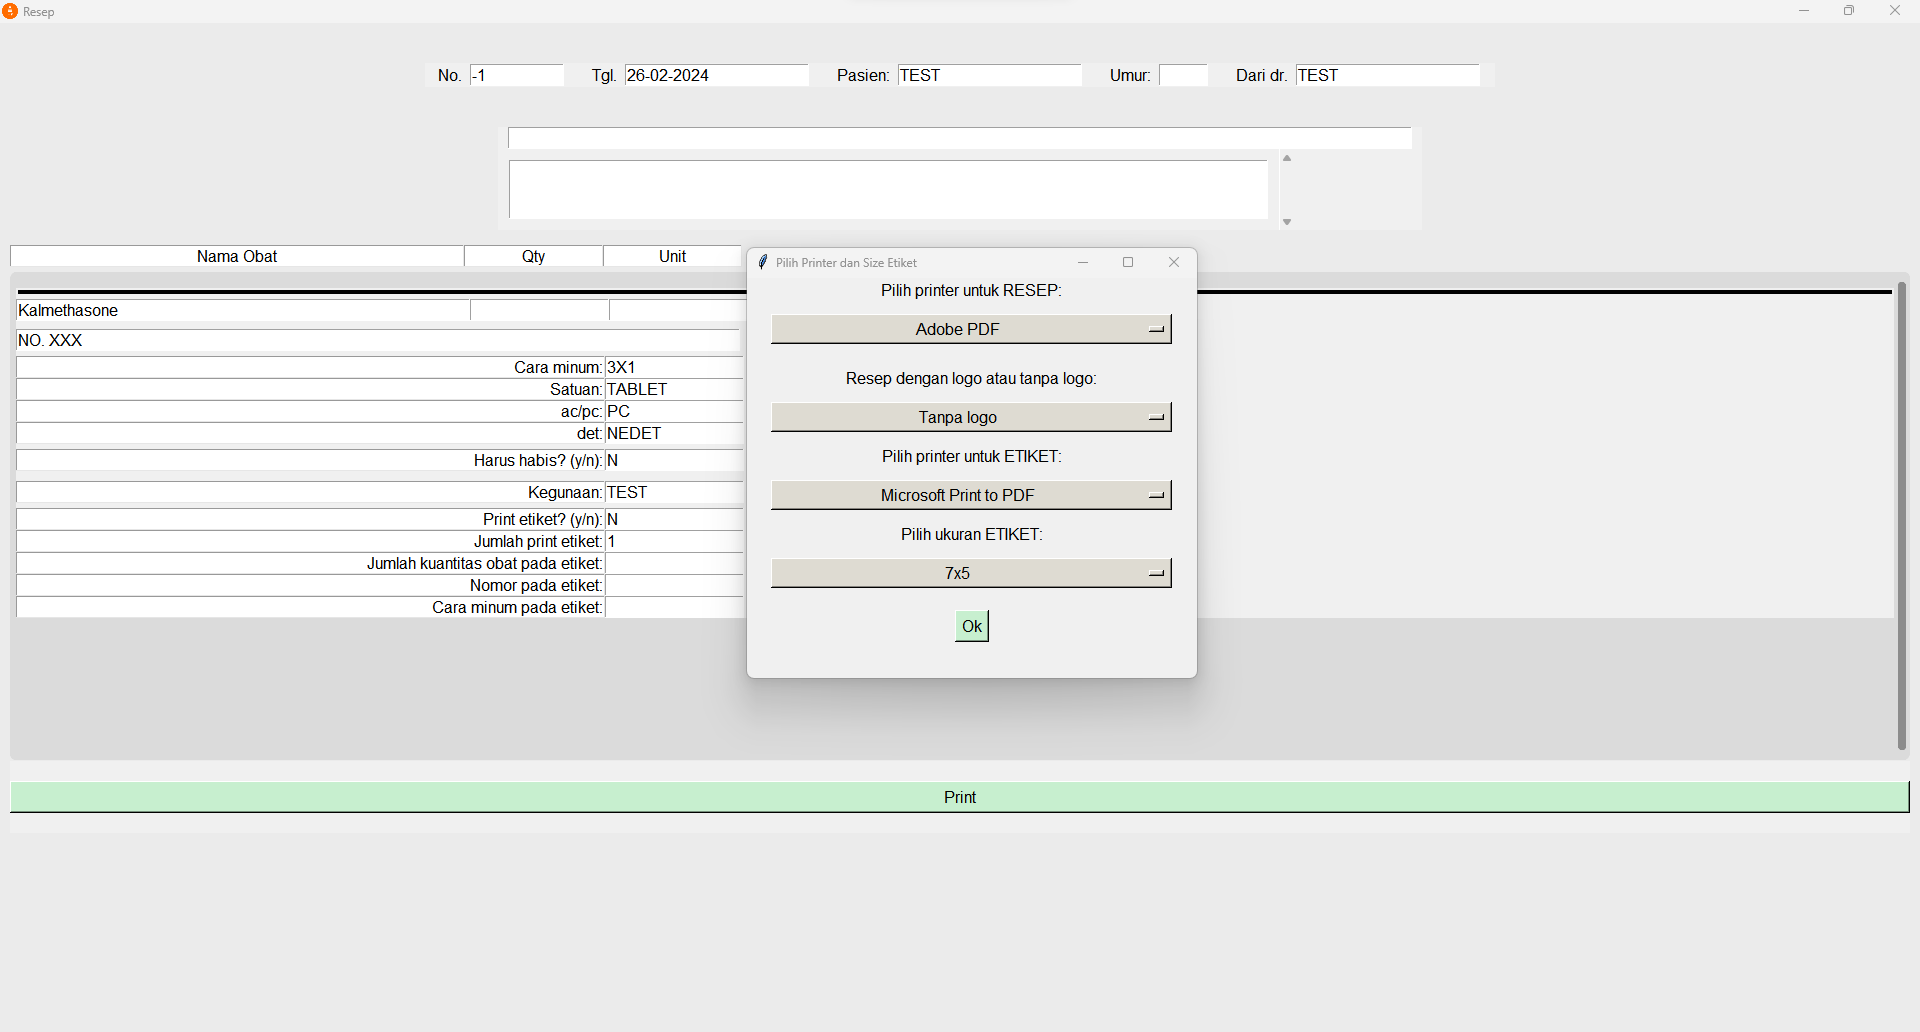 Resep
No. -1 Tgl. 26-02-2024 Pasien: TEST Umur: Dari dr. TEST
Nama Obat Qty Unit
Kalmethasone
NO. XXX
Cara minum: 3X1
Satuan: TABLET
ac/pc: PC
det: NEDET
Harus habis? (y/n): N
Kegunaan: TEST
Print etiket? (y/n): N
Jumlah print etiket: 1
Jumlah kuantitas obat pada etiket:
Nomor pada etiket:
Cara minum pada etiket:
Pilih Printer dan Size Etiket
Pilih printer untuk RESEP:
Adobe PDF
Resep dengan logo atau tanpa logo:
Tanpa logo
Pilih printer untuk ETIKET:
Microsoft Print to PDF
Pilih ukuran ETIKET:
7x5
Ok
Print